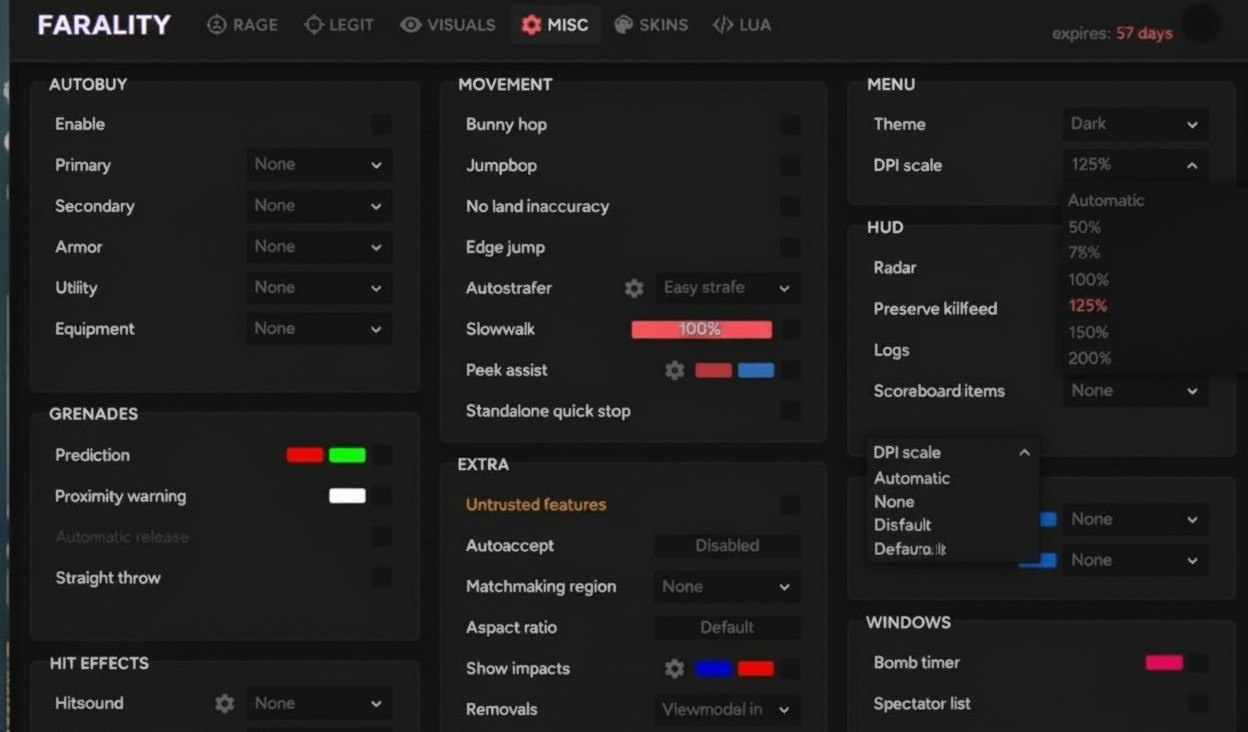 FARALITY
RAGE
LEGIT
VISUALS
MISC
SKINS
LUA
expires: 57 days
AUTOBUY
Enable
Primary None
Secondary None
Armor None
Utliity None
Equipment None
GRENADES
Prediction
Proximity warning
Automatic release
Straight throw
HIT EFFECTS
Hitsound None
MOVEMENT
Bunny hop
Jumpbop
No land inaccuracy
Edge jump
Autostrafer Easy strafe
Slowwalk 100%
Peek assist
Standalone quick stop
EXTRA
Untrusted features
Autoaccept Disabled
Matchmaking region None
Aspact ratio Default
Show impacts
Removals Viewmodel in
MENU
Theme Dark
DPI scale 125%
Automatic
50%
75%
100%
125%
150%
200%
HUD
Radar
Preserve killfeed
Logs
Scoreboard items None
DPI scale
Automatic
None
Disfault
None
None
WINDOWS
Bomb timer
Spectator list